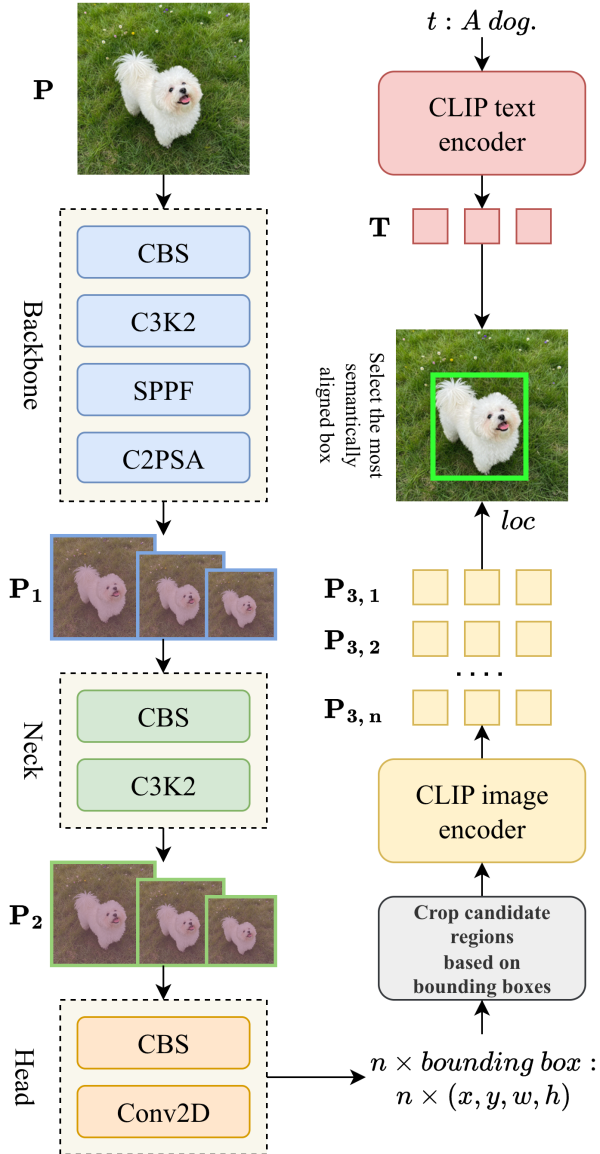 P
Backbone
CBS
C3K2
SPPF
C2PSA
P₁
Neck
CBS
C3K2
P₂
Head
CBS
Conv2D
n × bounding box :
n × (x, y, w, h)
Crop candidate
regions
based on
bounding boxes
CLIP image
encoder
P₃, ₁
P₃, ₂
. . . .
P₃, ₙ
loc
Select the most
semantically
aligned box
t : A dog.
CLIP text
encoder
T